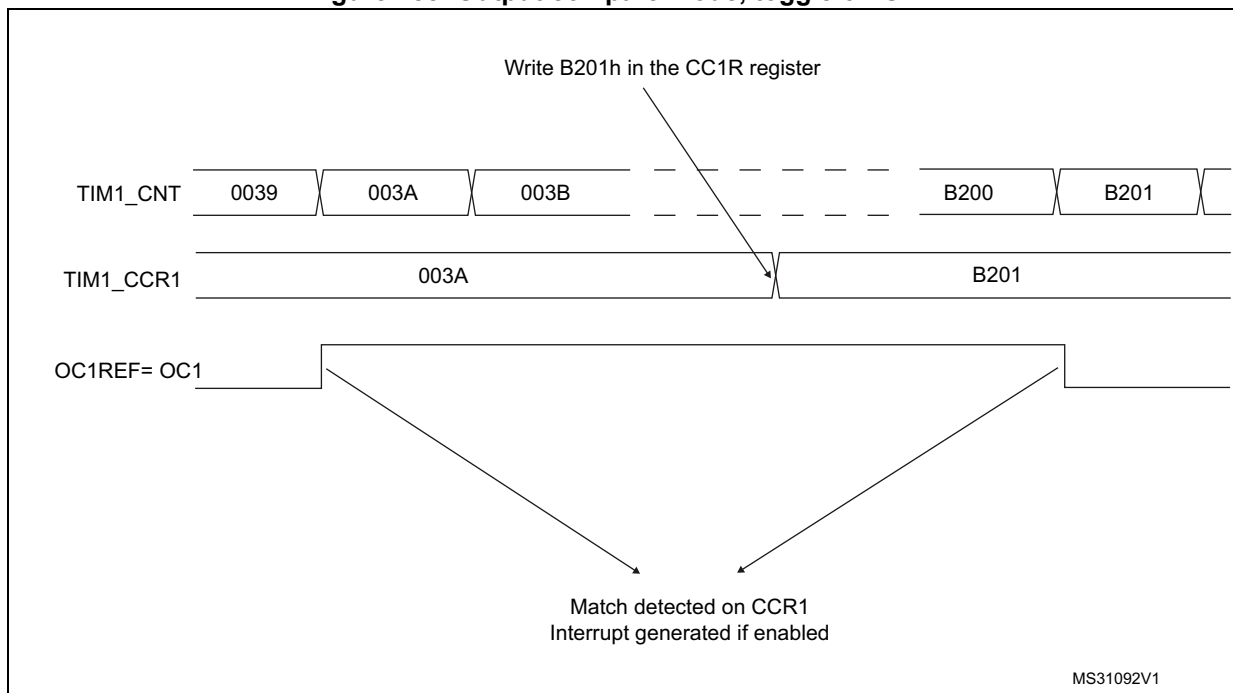 Write B201h in the CC1R register
TIM1_CNT 0039 003A 003B B200 B201
TIM1_CCR1 003A B201
OC1REF= OC1
Match detected on CCR1
Interrupt generated if enabled
MS31092V1